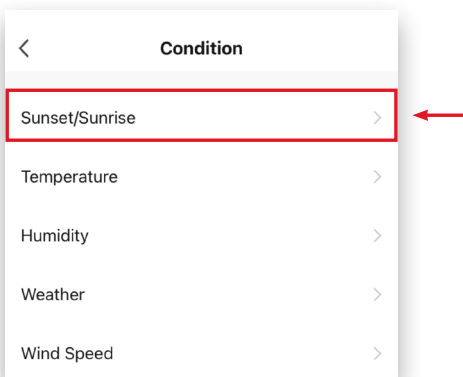 Condition
Sunset/Sunrise
Temperature
Humidity
Weather
Wind Speed